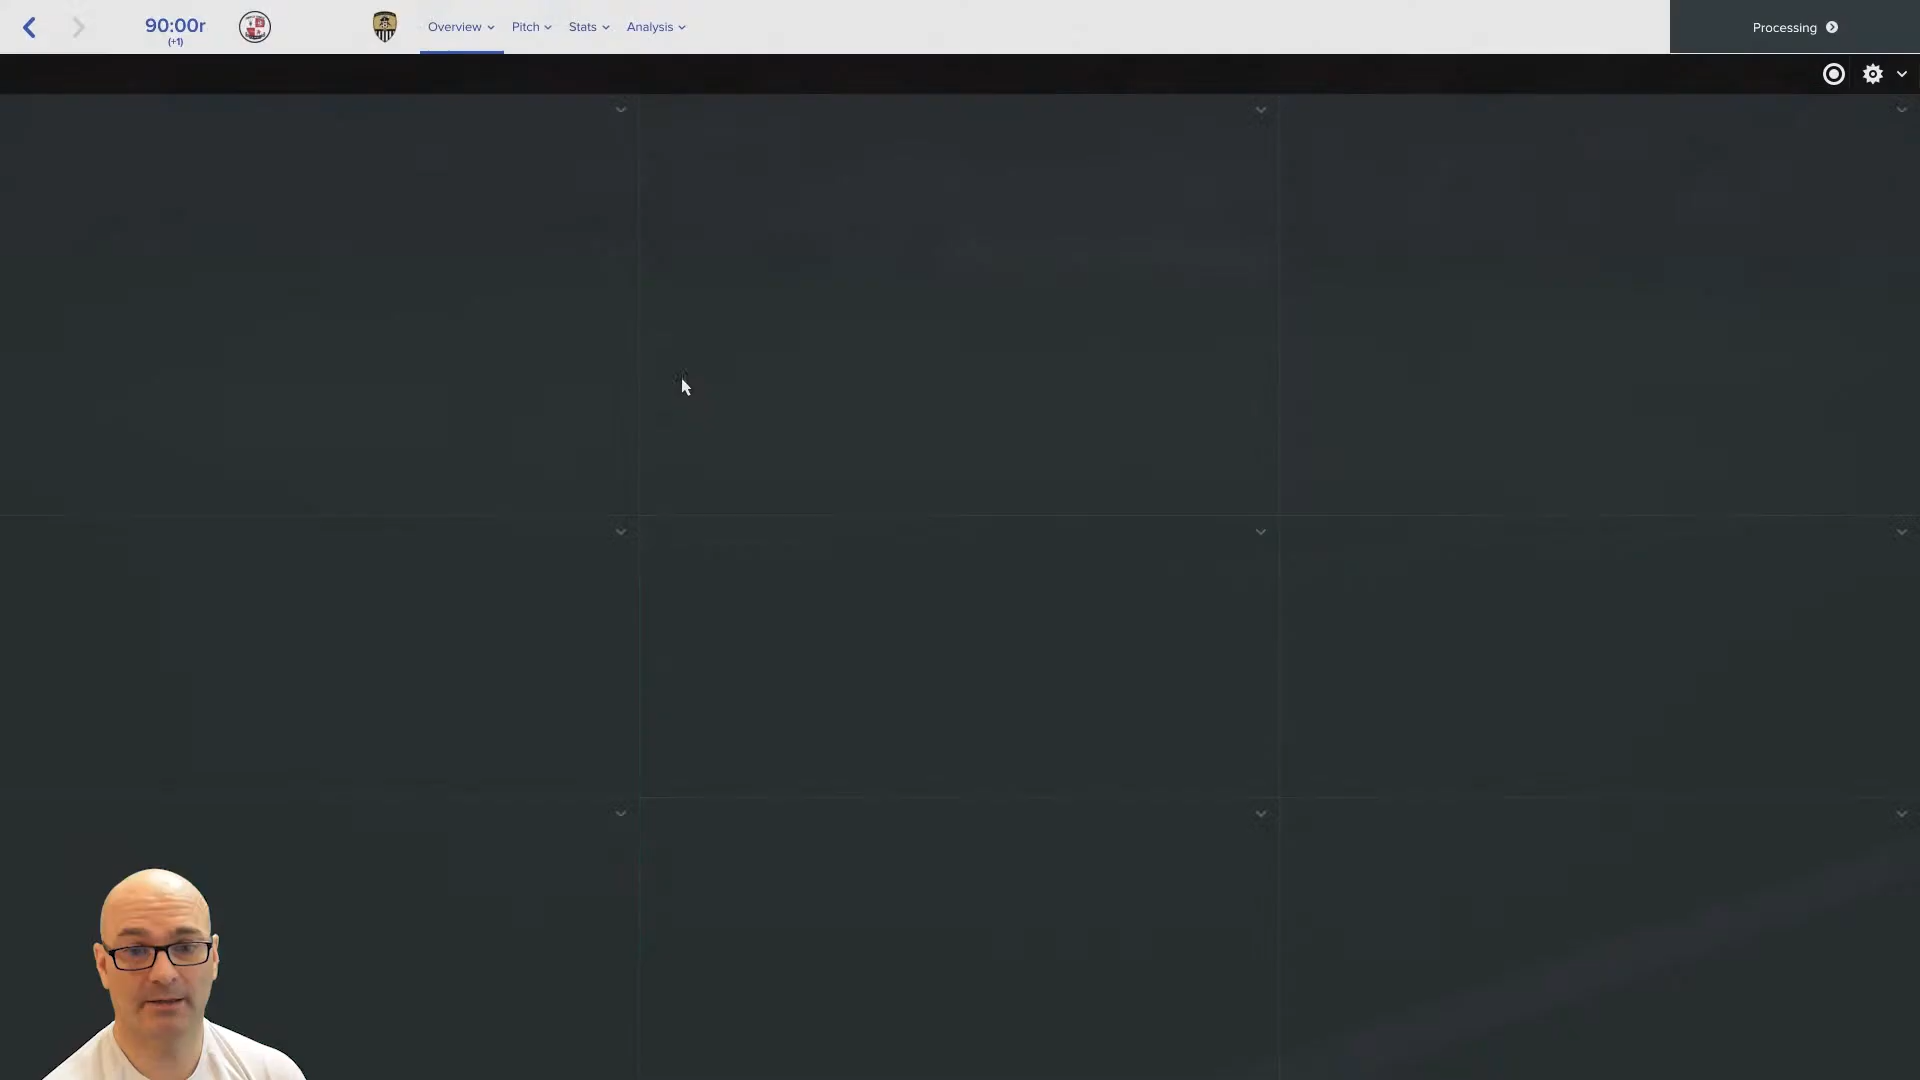 90:00r
(+1)
Overview
Pitch
Stats
Analysis
Processing